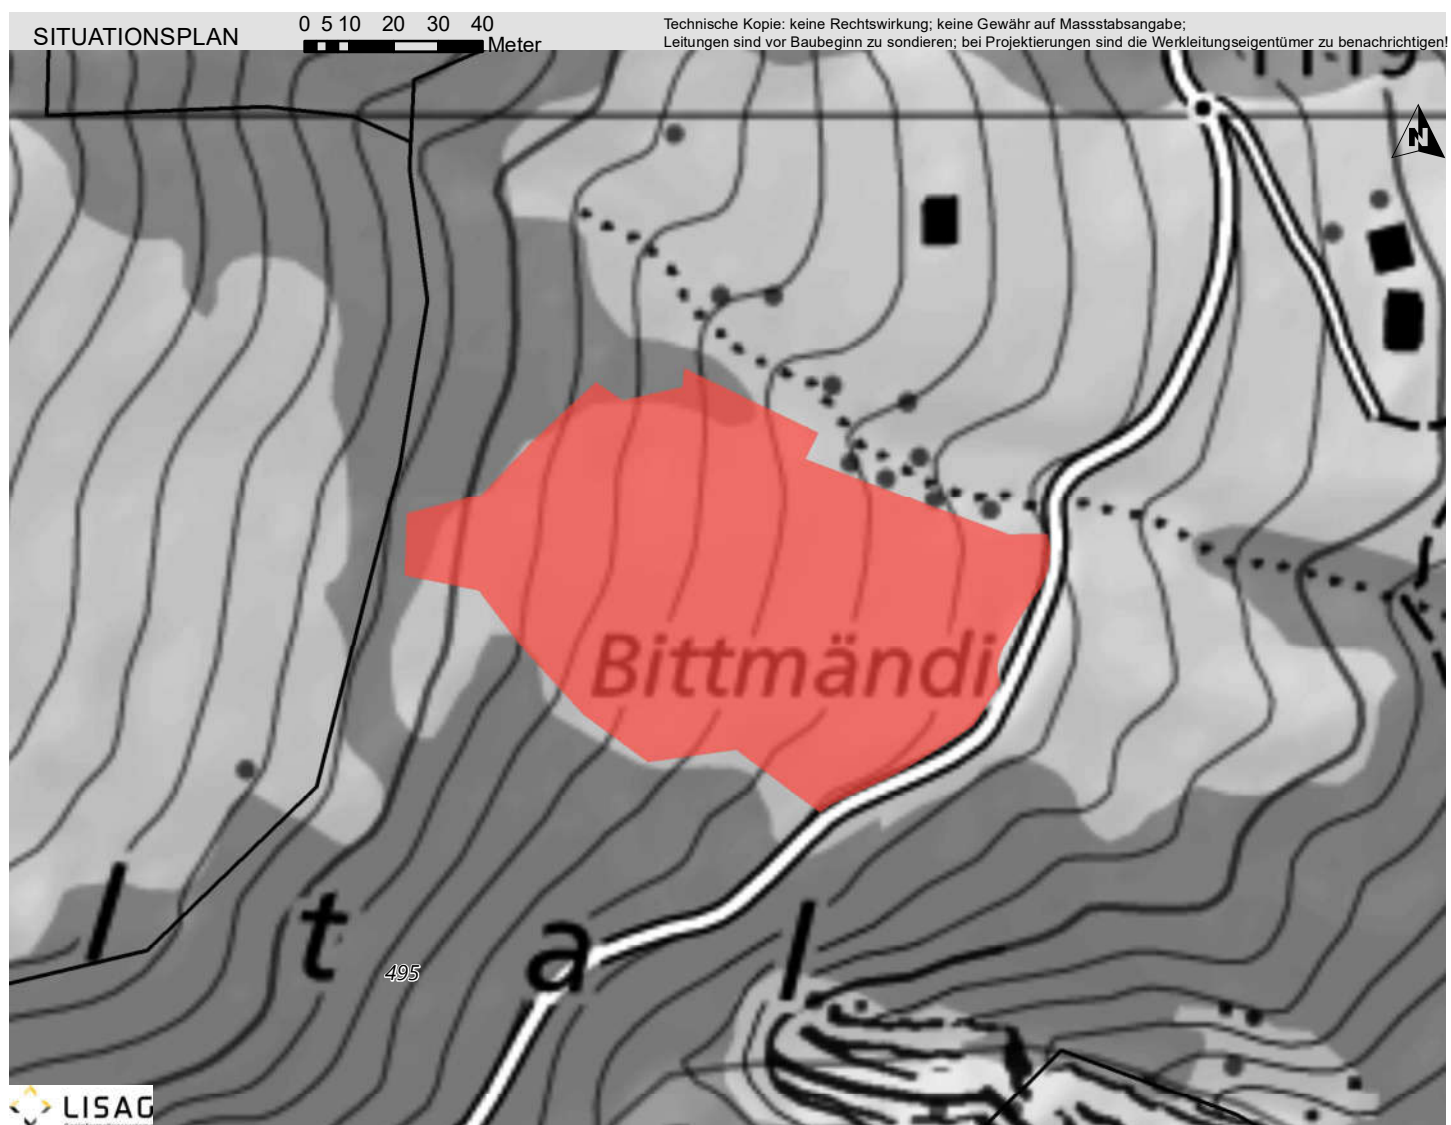 SITUATIONSPLAN
0 5 10 20 30 40
Meter
Technische Kopie: keine Rechtswirkung; keine Gewähr auf Massstabsangabe;
Leitungen sind vor Baubeginn zu sondieren; bei Projektierungen sind die Werkleitungseigentümer zu benachrichtigen!
N
Bittmändi
l t a l
495
LISAG